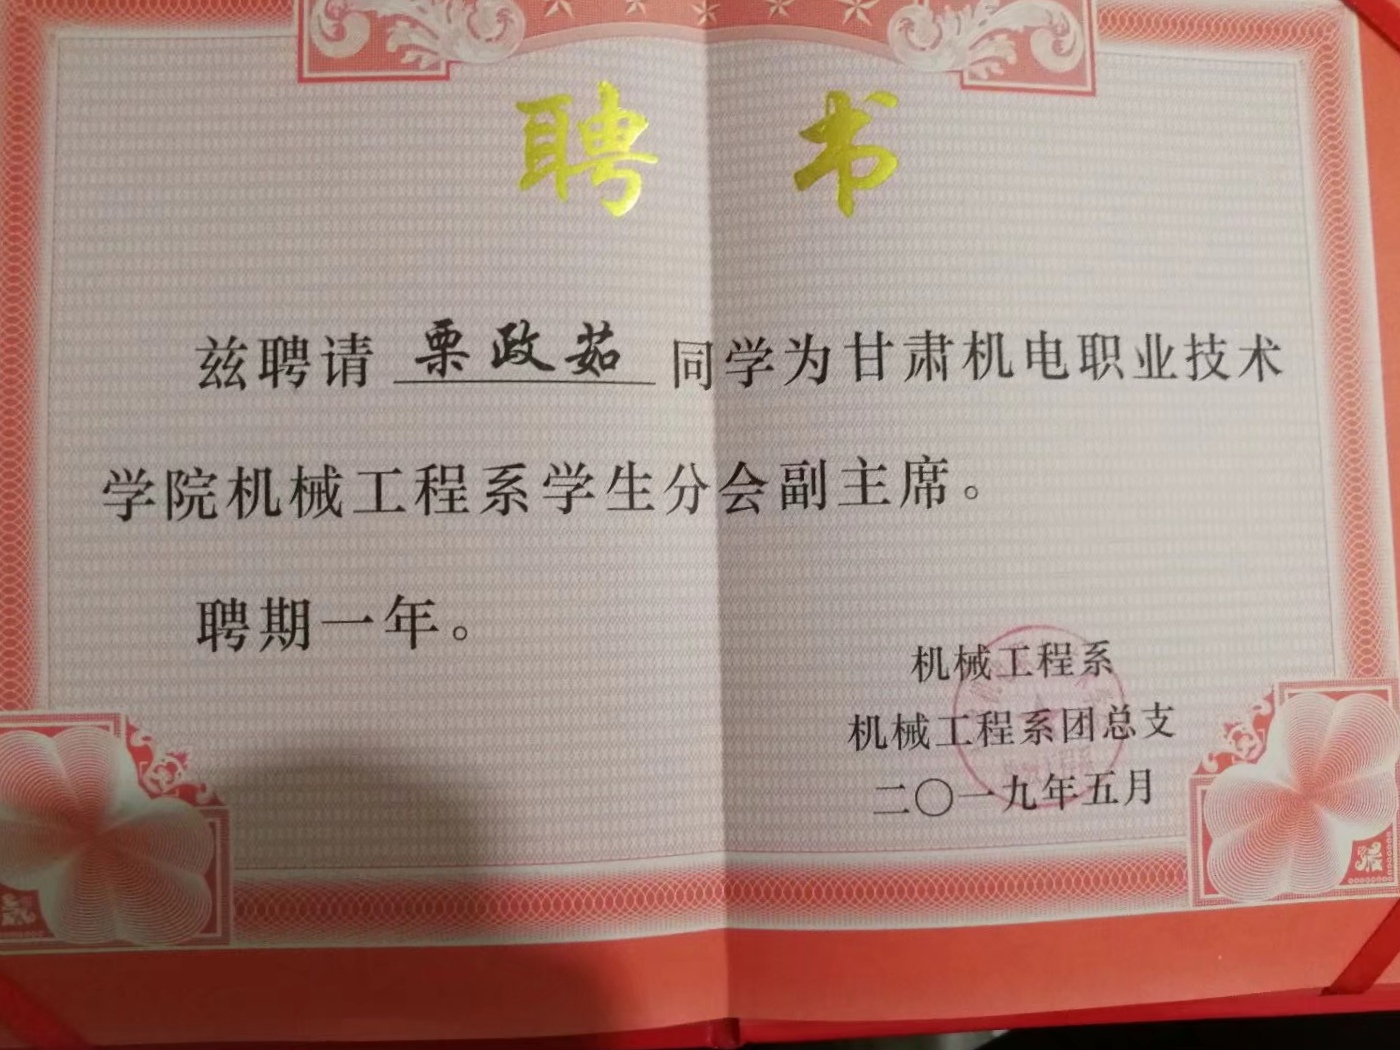 聘书
兹聘请 栗政茹 同学为甘肃机电职业技术
学院机械工程系学生分会副主席。
聘期一年。
机械工程系
机械工程系团总支
二〇一九年五月